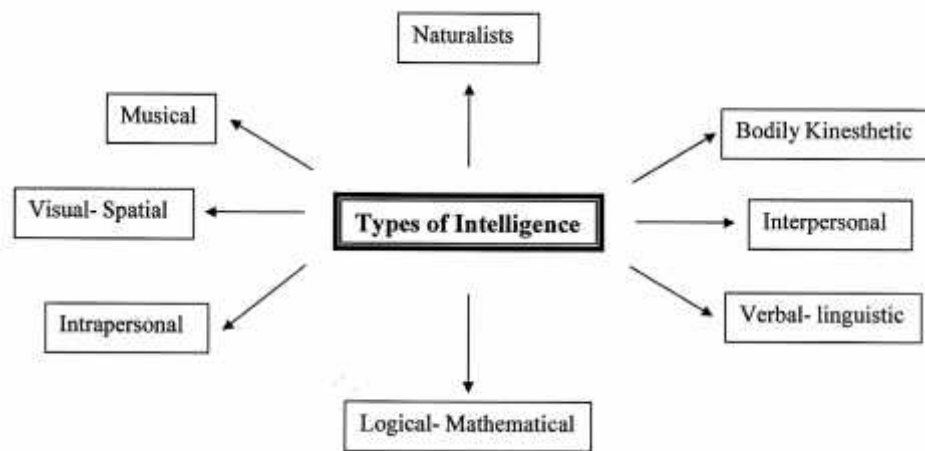 Naturalists
Musical
Bodily Kinesthetic
Visual- Spatial
Types of Intelligence
Interpersonal
Intrapersonal
Verbal- linguistic
Logical- Mathematical